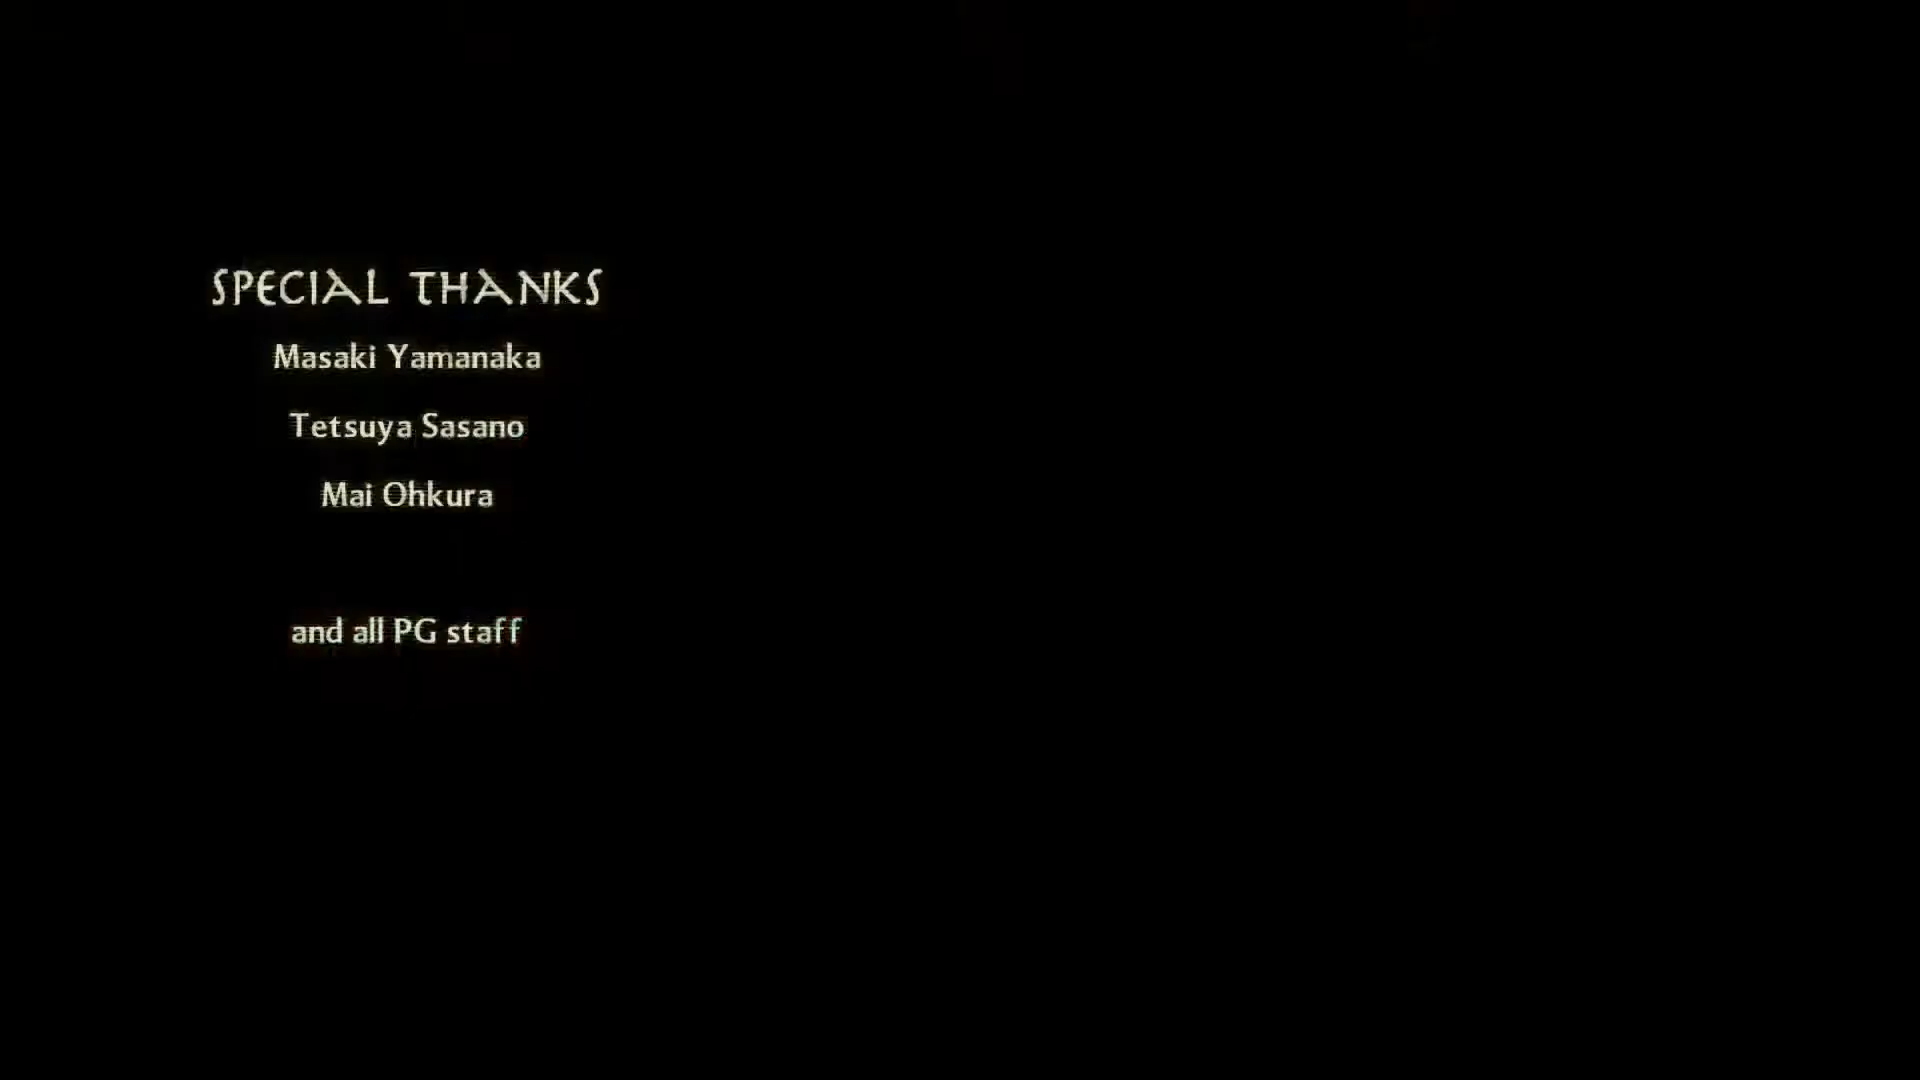 SPECIAL THANKS
Masaki Yamanaka
Tetsuya Sasano
Mai Ohkura
and all PG staff